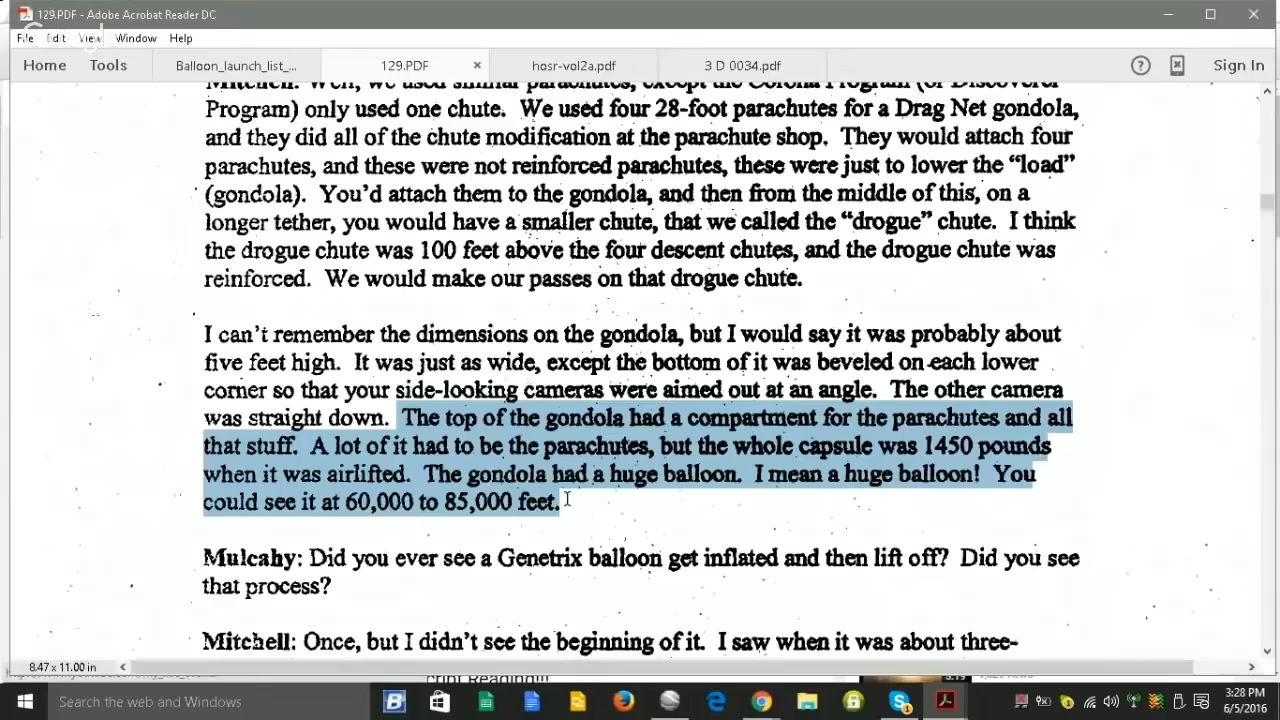 129.PDF - Adobe Acrobat Reader DC
File Edit View Window Help
Home Tools Balloon_launch_list_... 129.PDF × hosr-vol2a.pdf 3 D 0034.pdf Sign In
Mitchell: Well, we used similar parachutes, except the Corona Program (or Discoverer
Program) only used one chute. We used four 28-foot parachutes for a Drag Net gondola,
and they did all of the chute modification at the parachute shop. They would attach four
parachutes, and these were not reinforced parachutes, these were just to lower the “load”
(gondola). You’d attach them to the gondola, and then from the middle of this, on a
longer tether, you would have a smaller chute, that we called the “drogue” chute. I think
the drogue chute was 100 feet above the four descent chutes, and the drogue chute was
reinforced. We would make our passes on that drogue chute.
I can’t remember the dimensions on the gondola, but I would say it was probably about
five feet high. It was just as wide, except the bottom of it was beveled on each lower
corner so that your side-looking cameras were aimed out at an angle. The other camera
was straight down. The top of the gondola had a compartment for the parachutes and all
that stuff. A lot of it had to be the parachutes, but the whole capsule was 1450 pounds
when it was airlifted. The gondola had a huge balloon. I mean a huge balloon! You
could see it at 60,000 to 85,000 feet.
Mulcahy: Did you ever see a Genetrix balloon get inflated and then lift off? Did you see
that process?
Mitchell: Once, but I didn’t see the beginning of it. I saw when it was about three-
8.47 x 11.00 in
Search the web and Windows
3:28 PM
6/5/2016